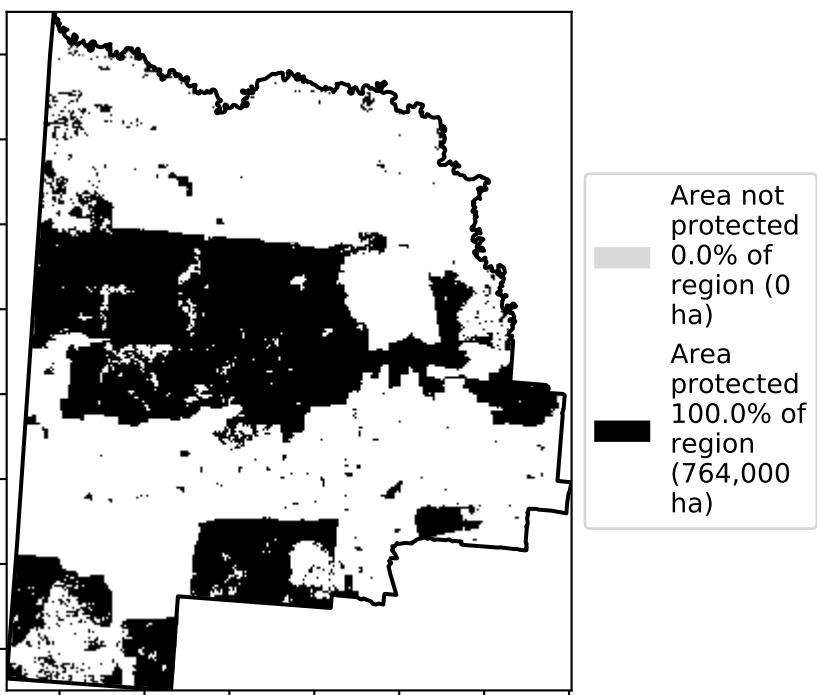 Area not
protected
0.0% of
region (0
ha)
Area
protected
100.0% of
region
(764,000
ha)